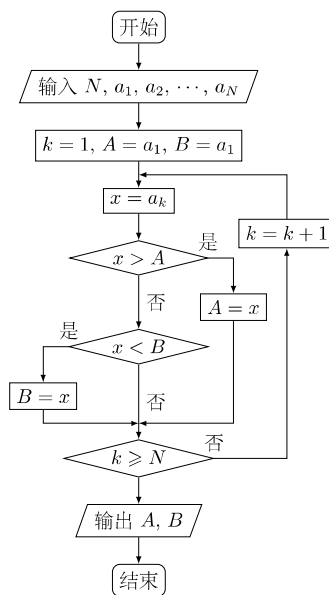 开始
输入 N, a₁, a₂, ⋯, a_N
k = 1, A = a₁, B = a₁
x = a_k
k = k + 1
x > A
是
否
A = x
x < B
是
否
B = x
k ⩾ N
否
输出 A, B
结束